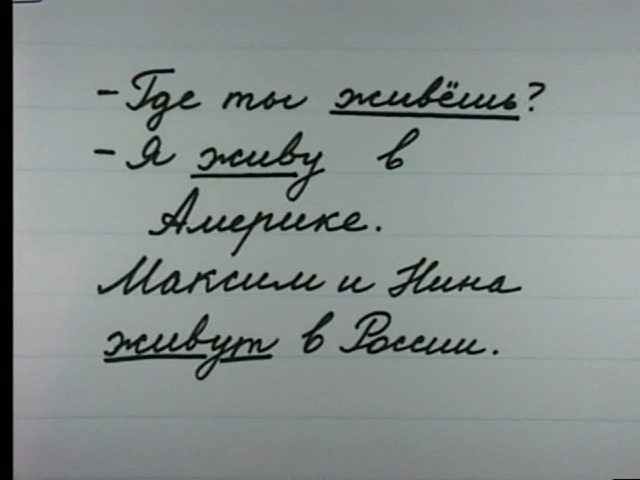 - Где ты живёшь?
- Я живу в
Америке.
Максим и Нина
живут в России.